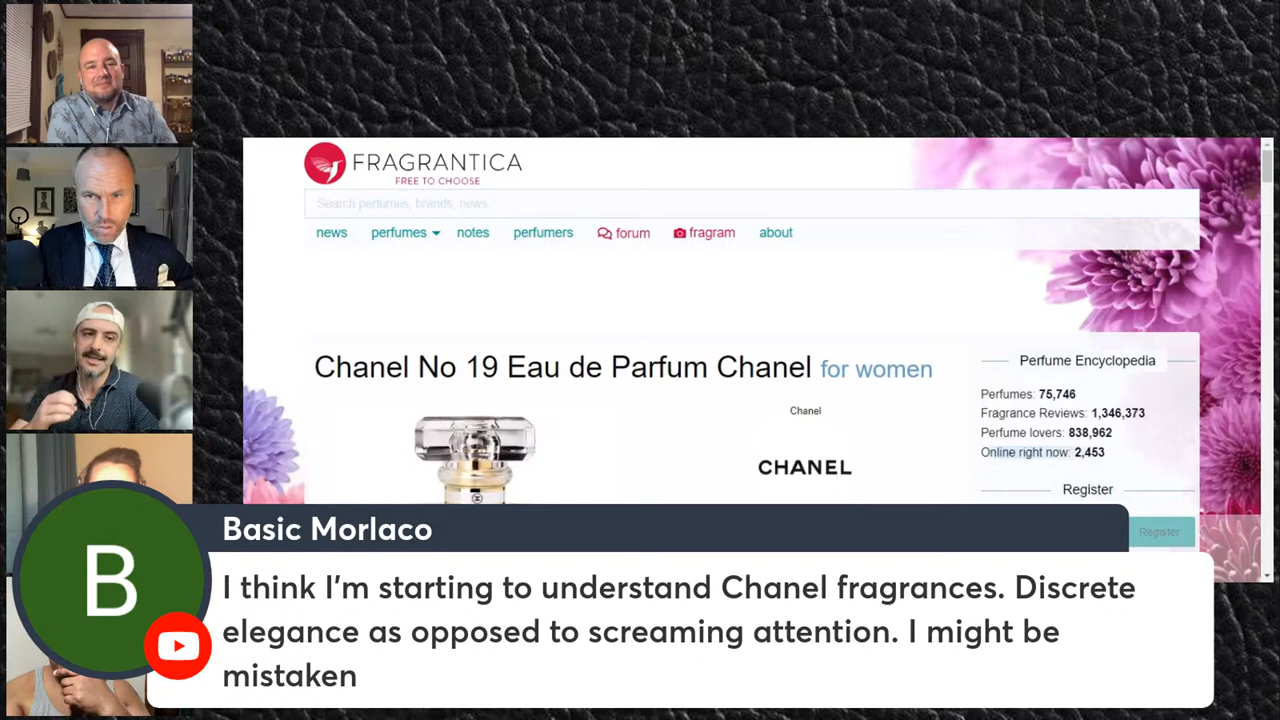 FRAGRANTICA
FREE TO CHOOSE
Search perfumes, brands, news...
news perfumes notes perfumers forum fragram about
Chanel No 19 Eau de Parfum Chanel for women
Chanel
CHANEL
Perfume Encyclopedia
Perfumes: 75,746
Fragrance Reviews: 1,346,373
Perfume lovers: 838,962
Online right now: 2,453
Register
Register
B
Basic Morlaco
I think I'm starting to understand Chanel fragrances. Discrete
elegance as opposed to screaming attention. I might be
mistaken